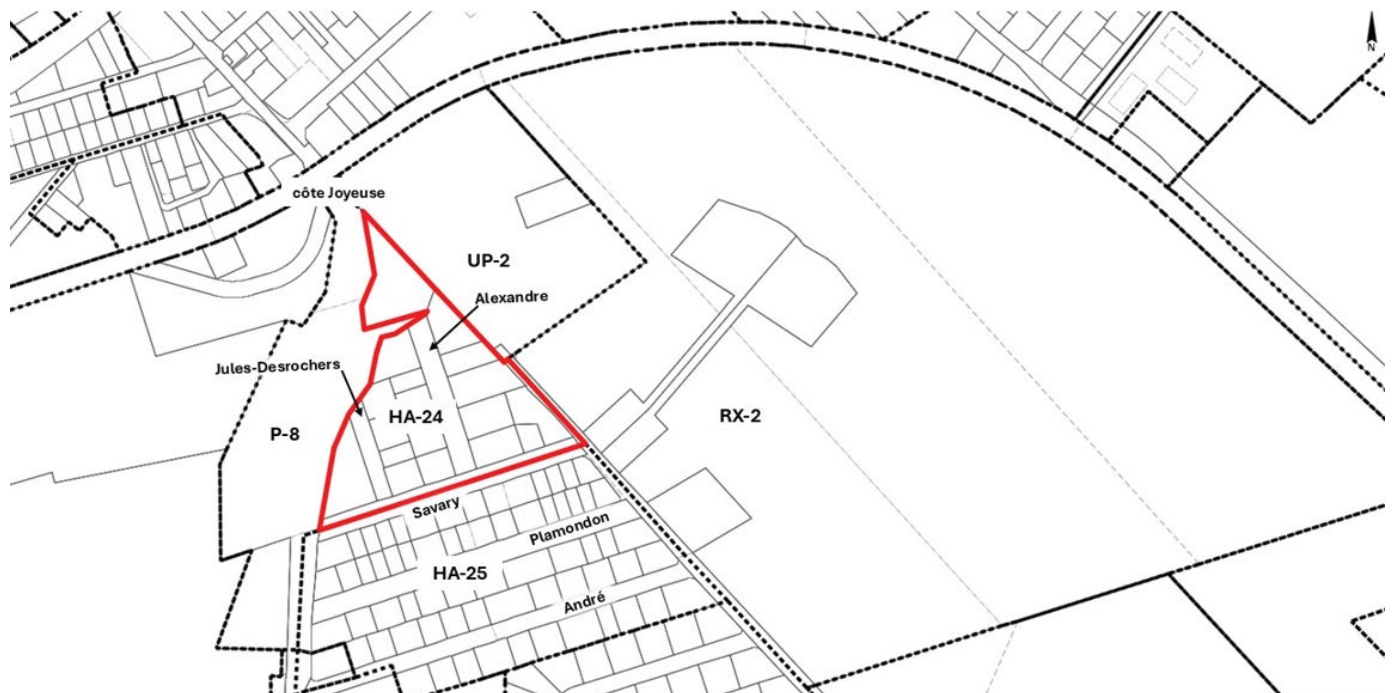 N
côte Joyeuse
UP-2
Alexandre
Jules-Desrochers
HA-24
RX-2
P-8
Savary
Plamondon
HA-25
André